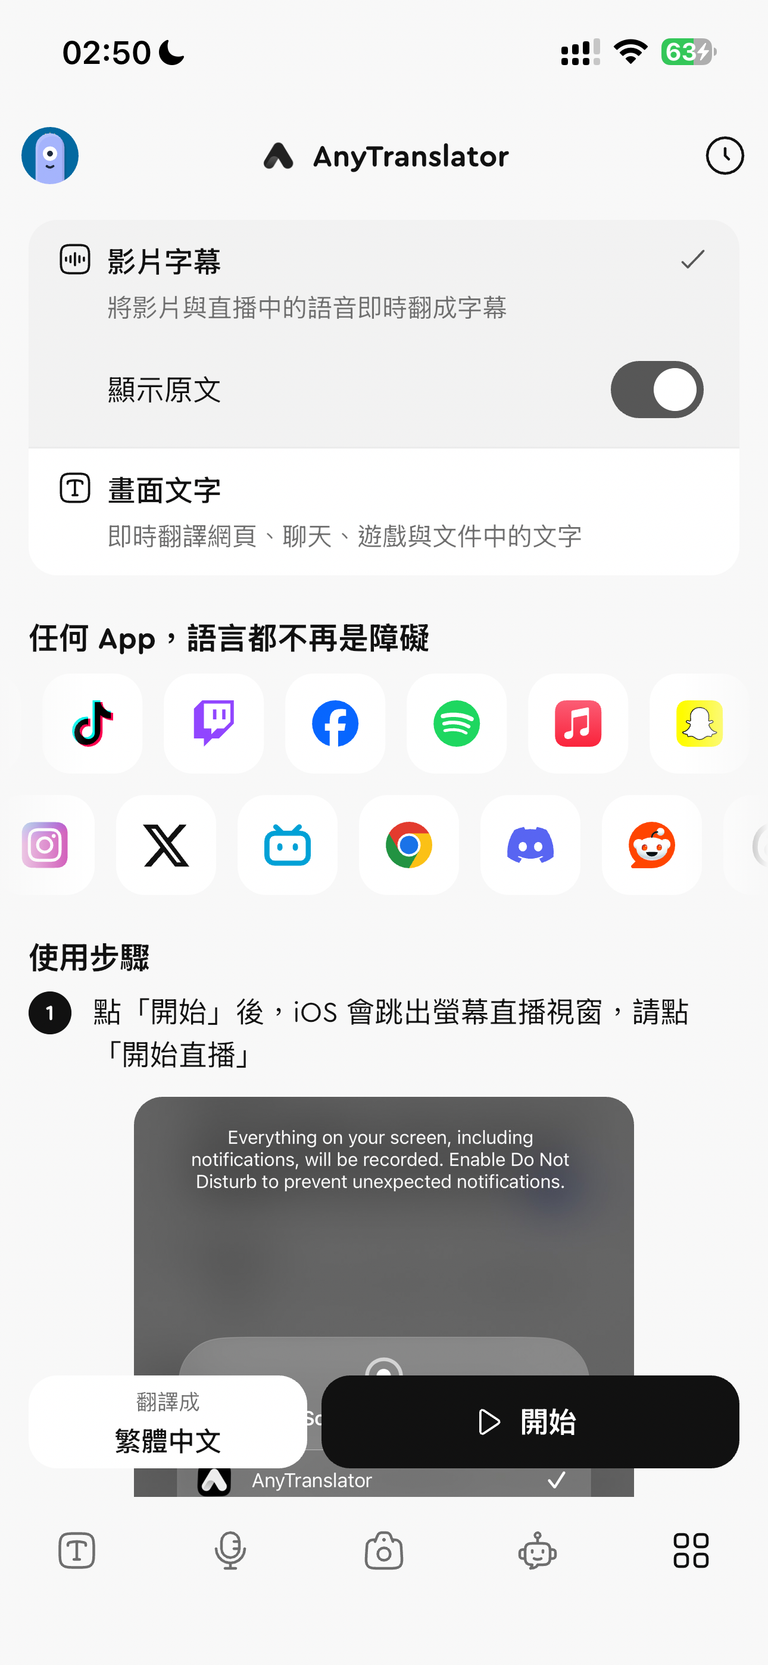 02:50
63
AnyTranslator
影片字幕
將影片與直播中的語音即時翻成字幕
顯示原文
畫面文字
即時翻譯網頁、聊天、遊戲與文件中的文字
任何 App，語言都不再是障礙
使用步驟
1 點「開始」後，iOS 會跳出螢幕直播視窗，請點
「開始直播」
Everything on your screen, including
notifications, will be recorded. Enable Do Not
Disturb to prevent unexpected notifications.
翻譯成
繁體中文
開始
AnyTranslator